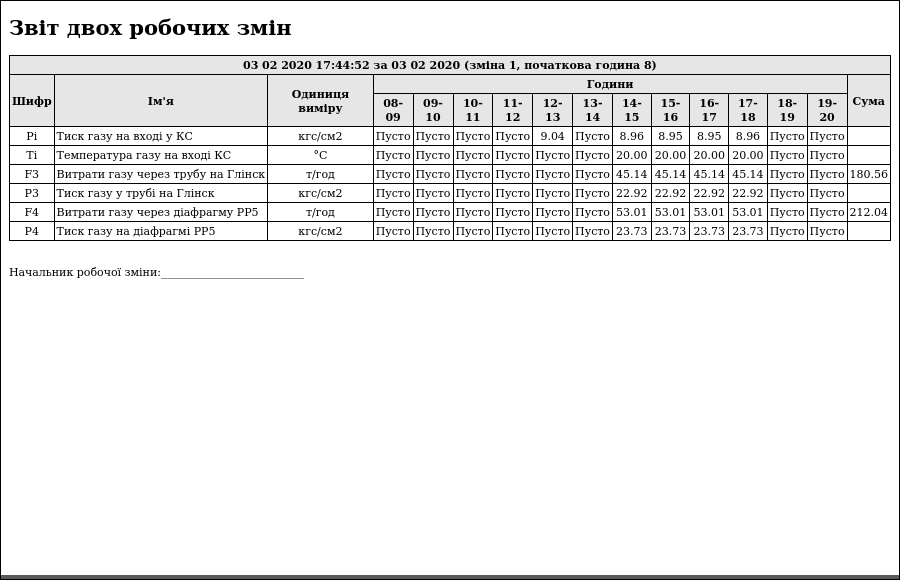 Звіт двох робочих змін
03 02 2020 17:44:52 за 03 02 2020 (зміна 1, початкова година 8)
Шифр Ім'я Одиниця виміру Години Сума
08-09 09-10 10-11 11-12 12-13 13-14 14-15 15-16 16-17 17-18 18-19 19-20
Pi Тиск газу на вході у КС кгс/см2 Пусто Пусто Пусто Пусто 9.04 Пусто 8.96 8.95 8.95 8.96 Пусто Пусто
Ti Температура газу на вході КС °C Пусто Пусто Пусто Пусто Пусто Пусто 20.00 20.00 20.00 20.00 Пусто Пусто
F3 Витрати газу через трубу на Глінск т/год Пусто Пусто Пусто Пусто Пусто Пусто 45.14 45.14 45.14 45.14 Пусто Пусто 180.56
P3 Тиск газу у трубі на Глінск кгс/см2 Пусто Пусто Пусто Пусто Пусто Пусто 22.92 22.92 22.92 22.92 Пусто Пусто
F4 Витрати газу через діафрагму PP5 т/год Пусто Пусто Пусто Пусто Пусто Пусто 53.01 53.01 53.01 53.01 Пусто Пусто 212.04
P4 Тиск газу на діафрагмі PP5 кгс/см2 Пусто Пусто Пусто Пусто Пусто Пусто 23.73 23.73 23.73 23.73 Пусто Пусто
Начальник робочої зміни:__________________________